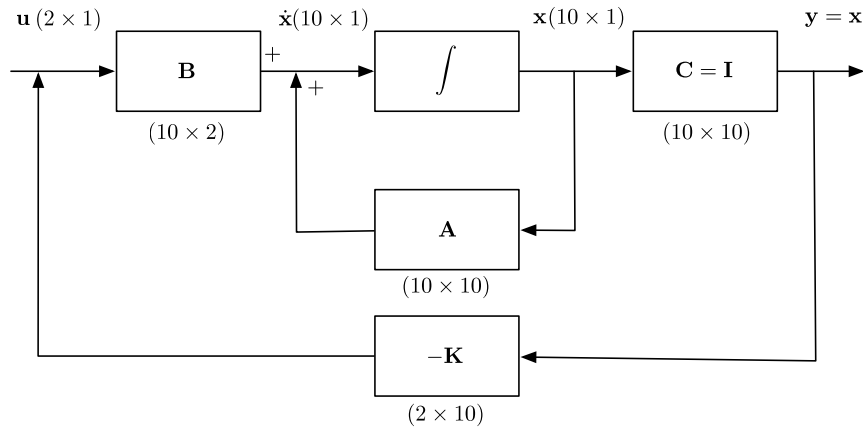 u (2 × 1)
ẋ(10 × 1)
x(10 × 1)
y = x
+
B
∫
C = I
+
(10 × 2)
(10 × 10)
A
(10 × 10)
−K
(2 × 10)